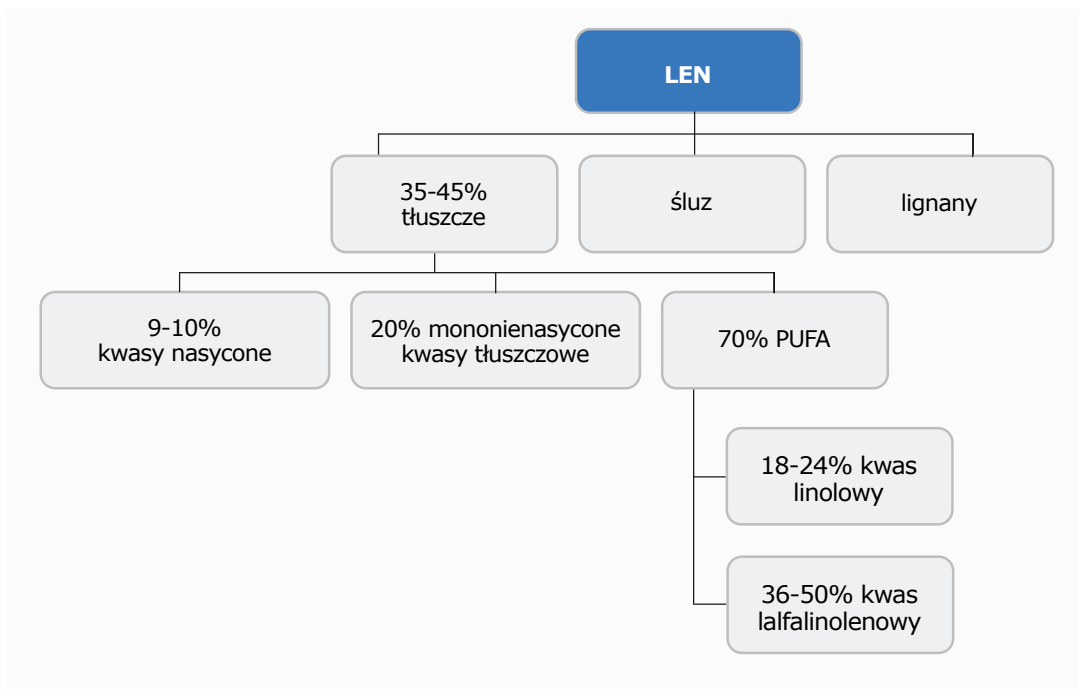 LEN
35-45%
tłuszcze
śluz
lignany
9-10%
kwasy nasycone
20% mononienasycone
kwasy tłuszczowe
70% PUFA
18-24% kwas
linolowy
36-50% kwas
lalfalinolenowy